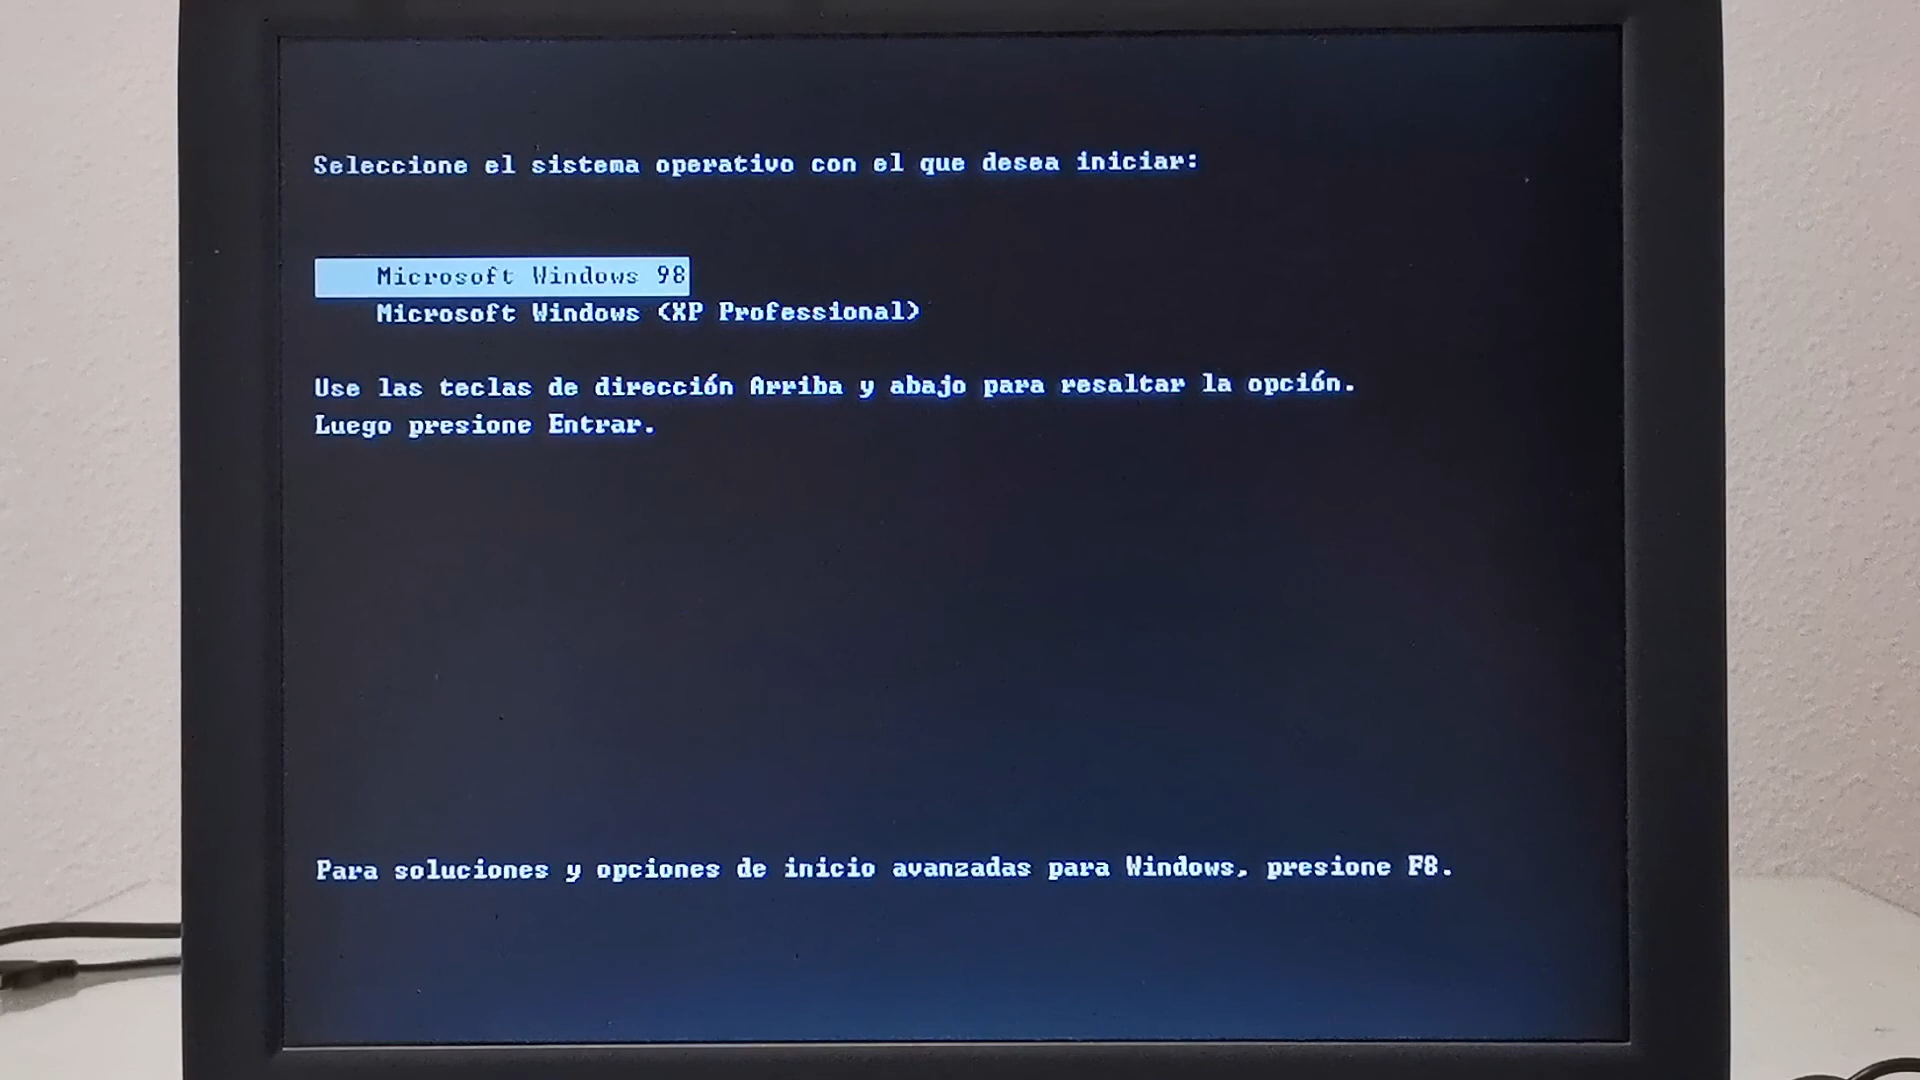 Seleccione el sistema operativo con el que desea iniciar:
Microsoft Windows 98
Microsoft Windows (XP Professional)
Use las teclas de dirección Arriba y abajo para resaltar la opción.
Luego presione Entrar.
Para soluciones y opciones de inicio avanzadas para Windows, presione F8.